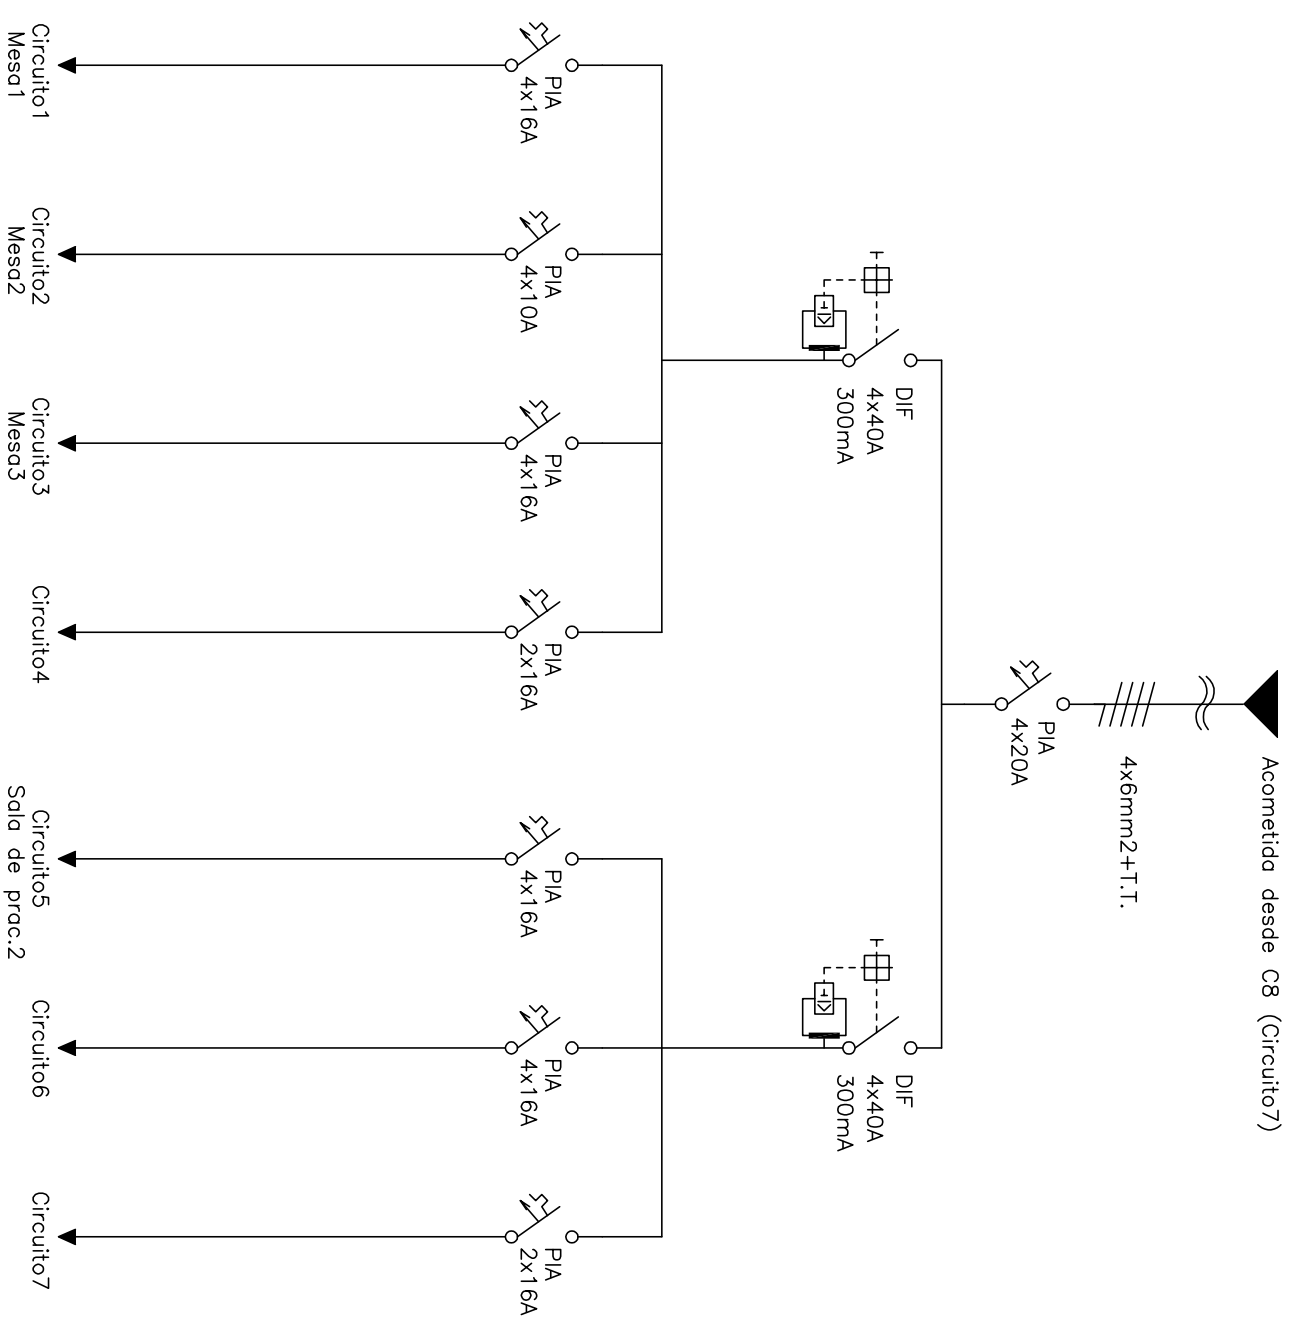 Acometida desde C8 (Circuito7)
4x6mm2+T.T.
PIA
4x20A
DIF
4x40A
300mA
DIF
4x40A
300mA
PIA
4x16A
PIA
4x10A
PIA
4x16A
PIA
2x16A
PIA
4x16A
PIA
4x16A
PIA
2x16A
Circuito1
Mesa1
Circuito2
Mesa2
Circuito3
Mesa3
Circuito4
Circuito5
Sala de prac.2
Circuito6
Circuito7